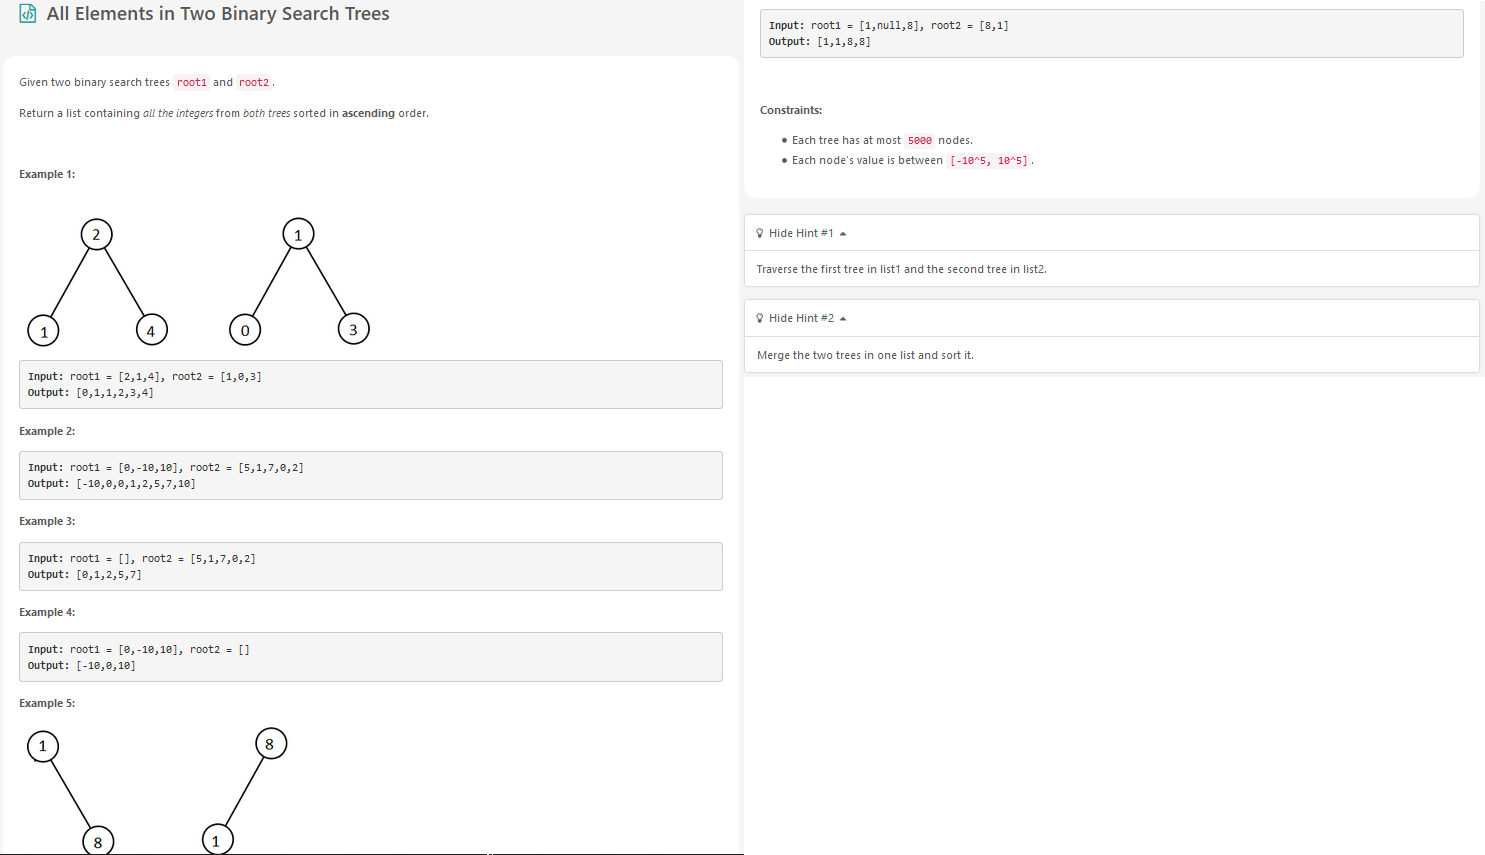 All Elements in Two Binary Search Trees
Given two binary search trees root1 and root2.
Return a list containing all the integers from both trees sorted in ascending order.
Example 1:
2
1
1
4
0
3
Input: root1 = [2,1,4], root2 = [1,0,3]
Output: [0,1,1,2,3,4]
Example 2:
Input: root1 = [0,-10,10], root2 = [5,1,7,0,2]
Output: [-10,0,0,1,2,5,7,10]
Example 3:
Input: root1 = [], root2 = [5,1,7,0,2]
Output: [0,1,2,5,7]
Example 4:
Input: root1 = [0,-10,10], root2 = []
Output: [-10,0,10]
Example 5:
1
8
8
1
Input: root1 = [1,null,8], root2 = [8,1]
Output: [1,1,8,8]
Constraints:
• Each tree has at most 5000 nodes.
• Each node's value is between [-10^5, 10^5].
Hide Hint #1
Traverse the first tree in list1 and the second tree in list2.
Hide Hint #2
Merge the two trees in one list and sort it.